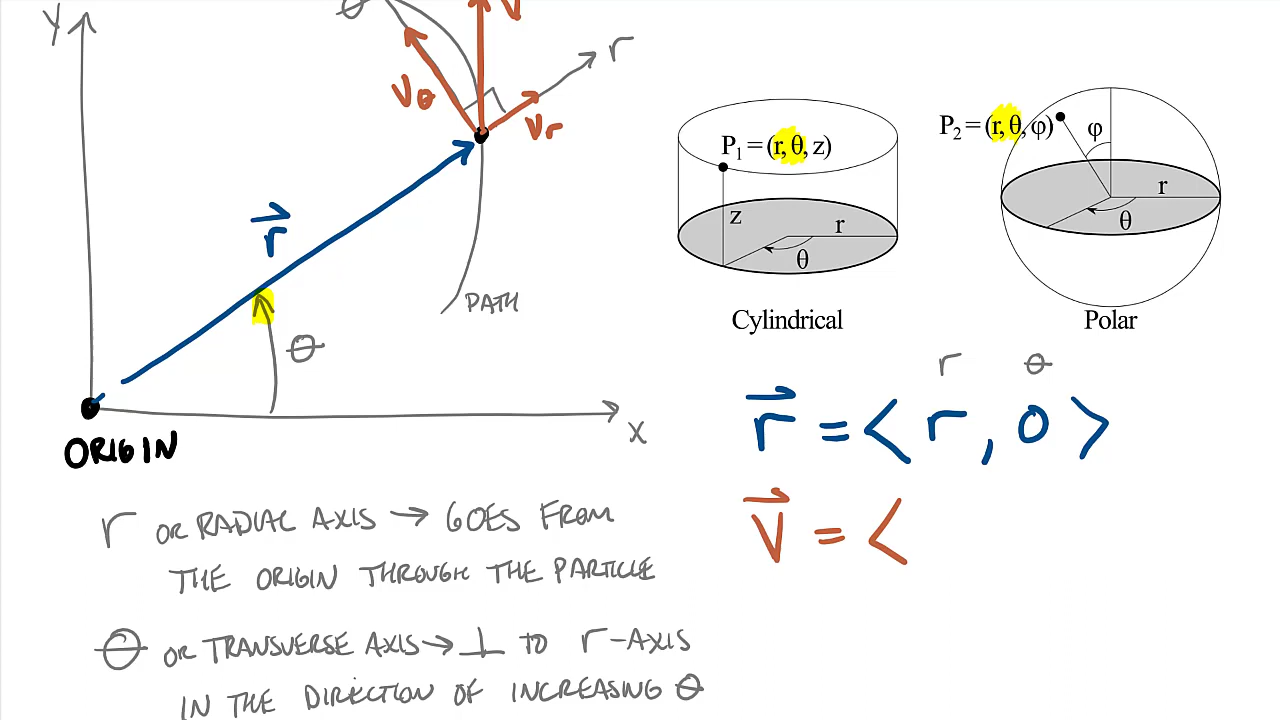 Y
θ
V
r
Vθ
Vr
r
PATH
θ
ORIGIN
X
r OR RADIAL AXIS → GOES FROM
THE ORIGIN THROUGH THE PARTICLE
θ OR TRANSVERSE AXIS → ⊥ TO r-AXIS
IN THE DIRECTION OF INCREASING θ
P₁ = (r, θ, z)
z
r
θ
Cylindrical
P₂ = (r, θ, φ)
φ
r
θ
Polar
r θ
r⃗ = < r, 0 >
V⃗ = <